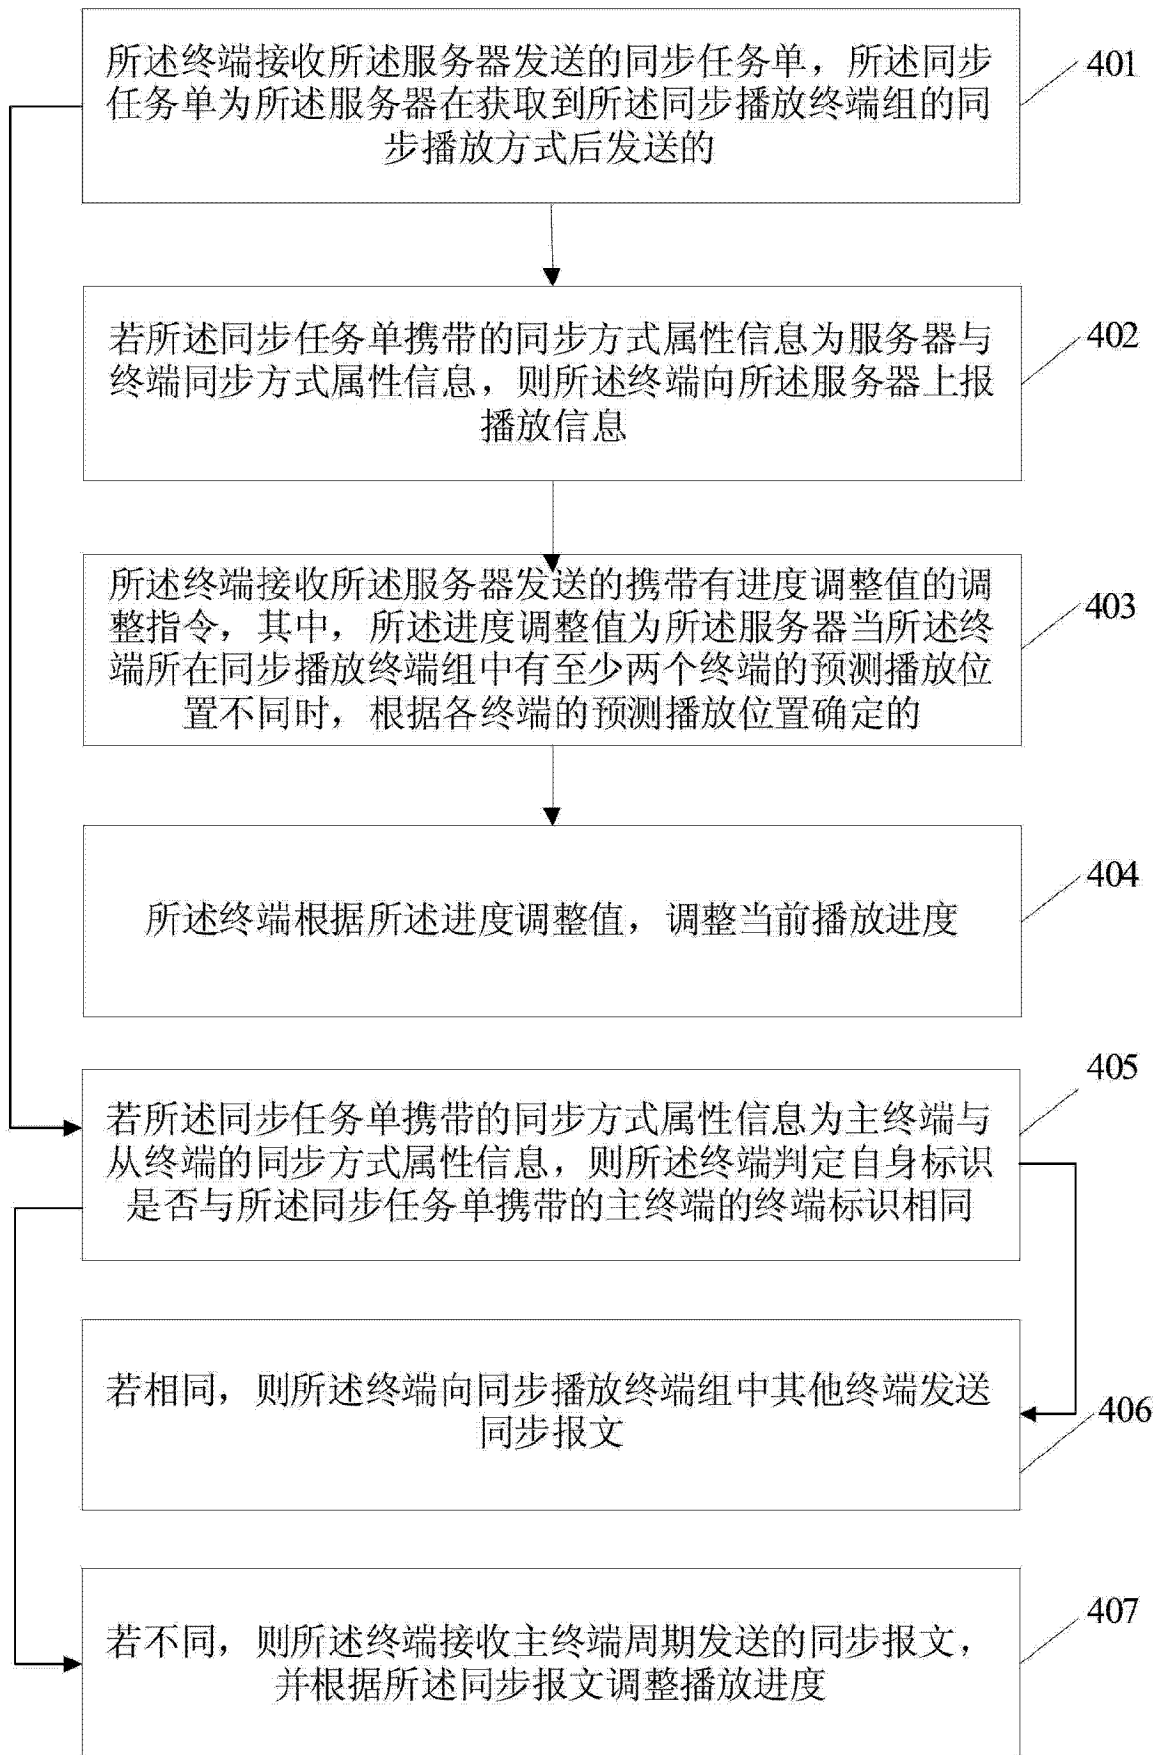 所述终端接收所述服务器发送的同步任务单，所述同步
任务单为所述服务器在获取到所述同步播放终端组的同
步播放方式后发送的
401
若所述同步任务单携带的同步方式属性信息为服务器与
终端同步方式属性信息，则所述终端向所述服务器上报
播放信息
402
所述终端接收所述服务器发送的携带有进度调整值的调
整指令，其中，所述进度调整值为所述服务器当所述终
端所在同步播放终端组中有至少两个终端的预测播放位
置不同时，根据各终端的预测播放位置确定的
403
所述终端根据所述进度调整值，调整当前播放进度
404
若所述同步任务单携带的同步方式属性信息为主终端与
从终端的同步方式属性信息，则所述终端判定自身标识
是否与所述同步任务单携带的主终端的终端标识相同
405
若相同，则所述终端向同步播放终端组中其他终端发送
同步报文
406
若不同，则所述终端接收主终端周期发送的同步报文，
并根据所述同步报文调整播放进度
407